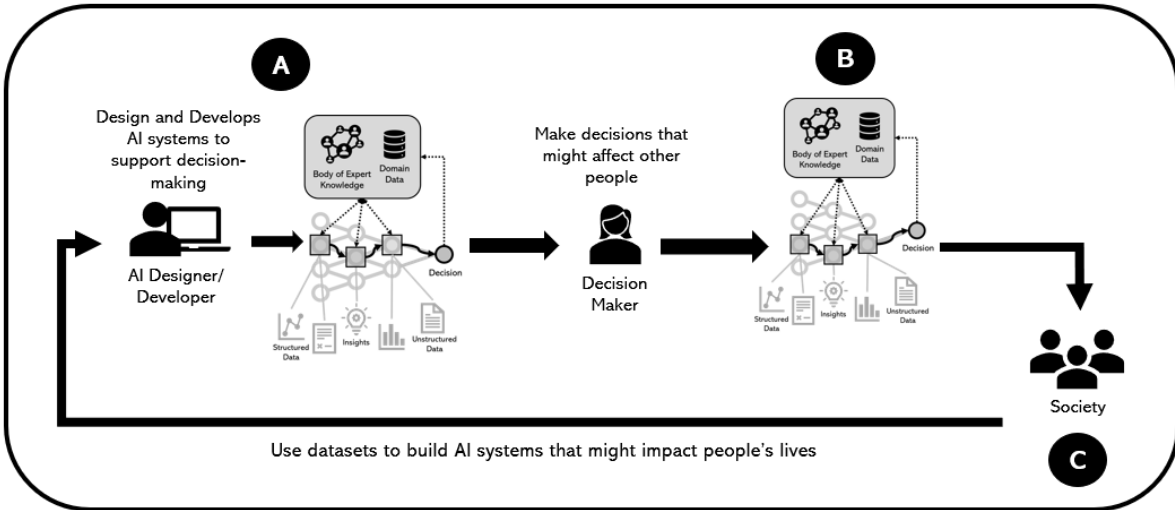 A
Design and Develops
AI systems to
support decision-
making
AI Designer/
Developer
Body of Expert
Knowledge
Domain
Data
Decision
Structured
Data
Insights
Unstructured
Data
Make decisions that
might affect other
people
Decision
Maker
B
Body of Expert
Knowledge
Domain
Data
Decision
Structured
Data
Insights
Unstructured
Data
Society
C
Use datasets to build AI systems that might impact people's lives